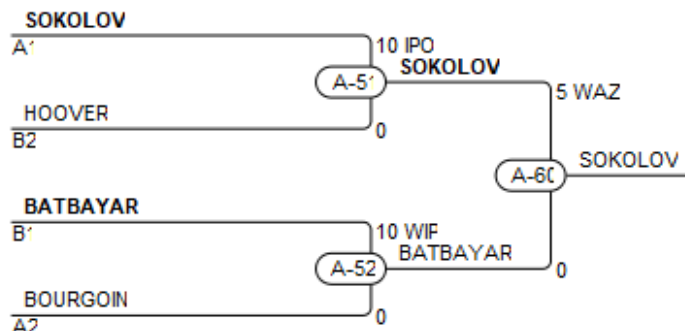 SOKOLOV
A1
10 IPO
SOKOLOV
A-51
5 WAZ
HOOVER
0
B2
SOKOLOV
A-60
BATBAYAR
B1
10 WIF
BATBAYAR
A-52
0
BOURGOIN
0
A2